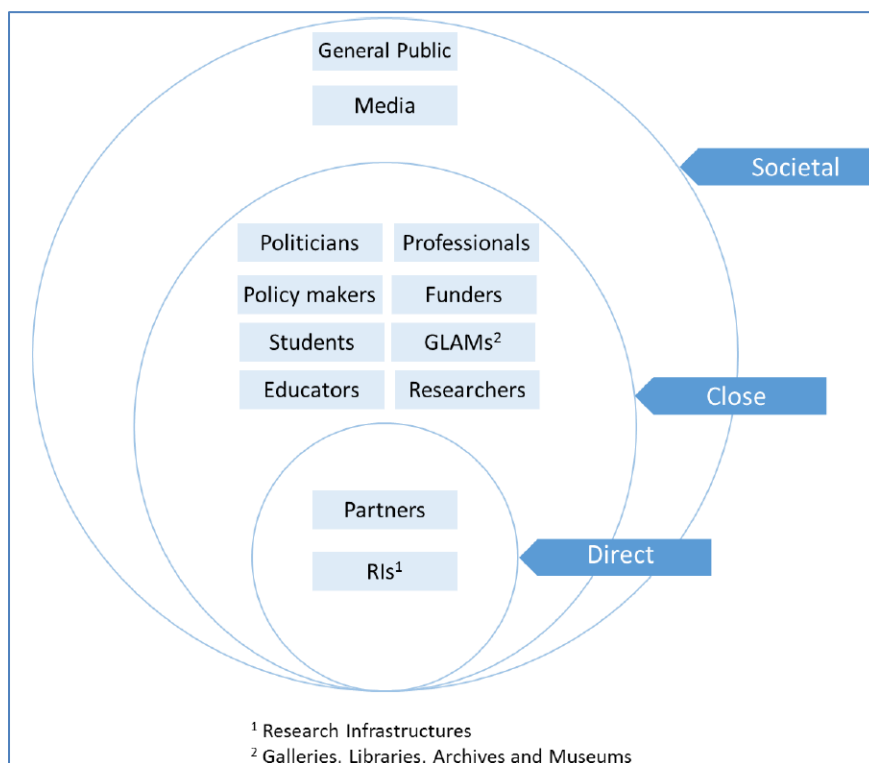 General Public
Media
Societal
Politicians Professionals
Policy makers Funders
Students GLAMs²
Educators Researchers
Close
Partners
Direct
RIs¹
¹ Research Infrastructures
² Galleries, Libraries, Archives and Museums